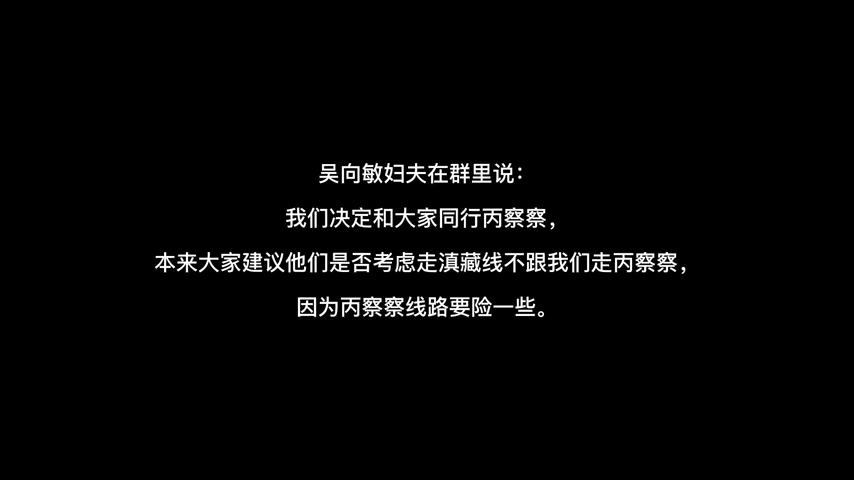 吴向敏妇夫在群里说：
我们决定和大家同行丙察察，
本来大家建议他们是否考虑走滇藏线不跟我们走丙察察，
因为丙察察线路要险一些。